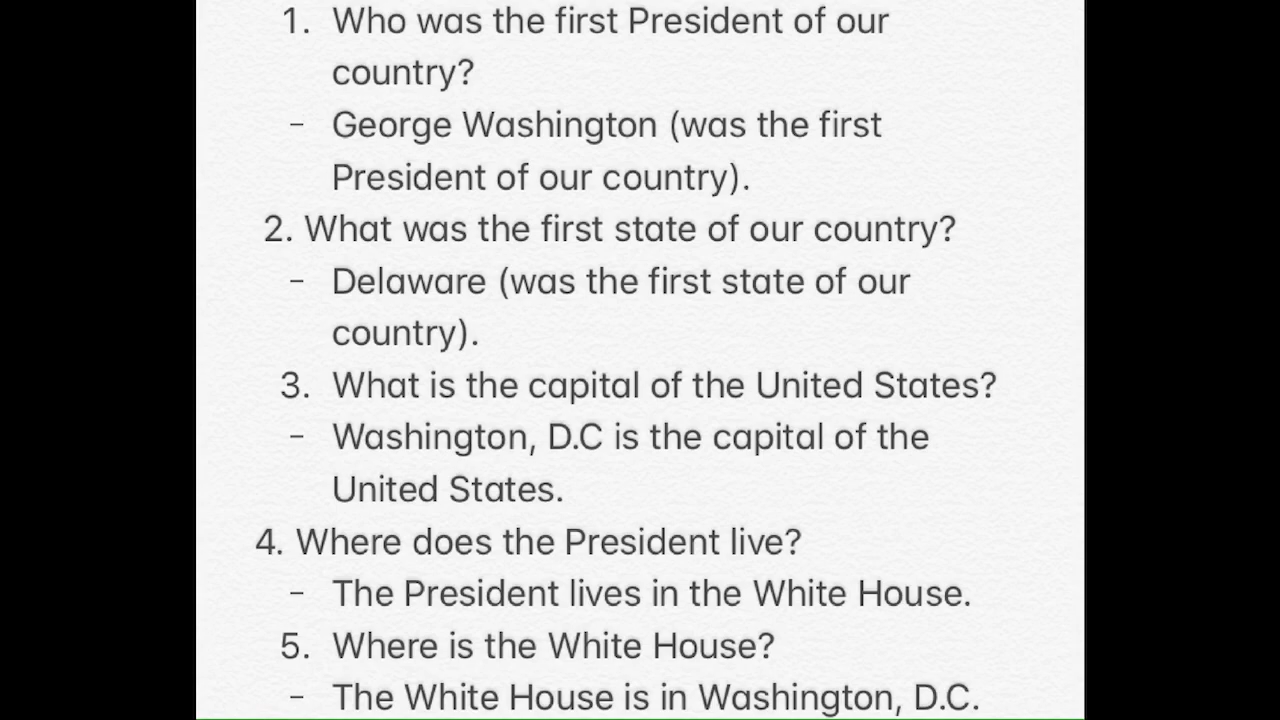 1. Who was the first President of our
country?
- George Washington (was the first
President of our country).
2. What was the first state of our country?
- Delaware (was the first state of our
country).
3. What is the capital of the United States?
- Washington, D.C is the capital of the
United States.
4. Where does the President live?
- The President lives in the White House.
5. Where is the White House?
- The White House is in Washington, D.C.